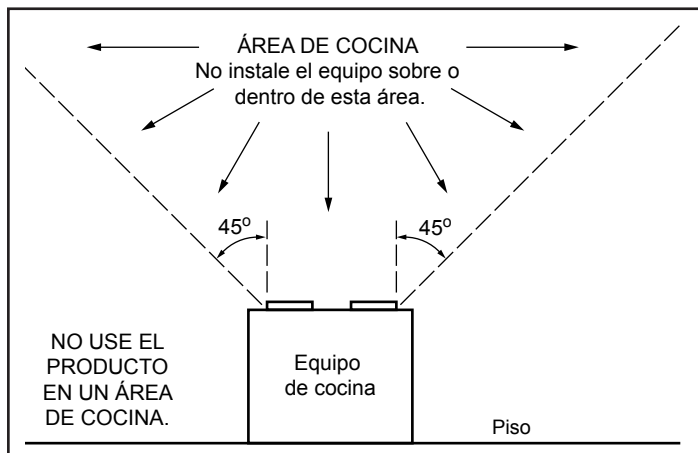 ÁREA DE COCINA
No instale el equipo sobre o
dentro de esta área.
45º
45º
NO USE EL
PRODUCTO
EN UN ÁREA
DE COCINA.
Equipo
de cocina
Piso